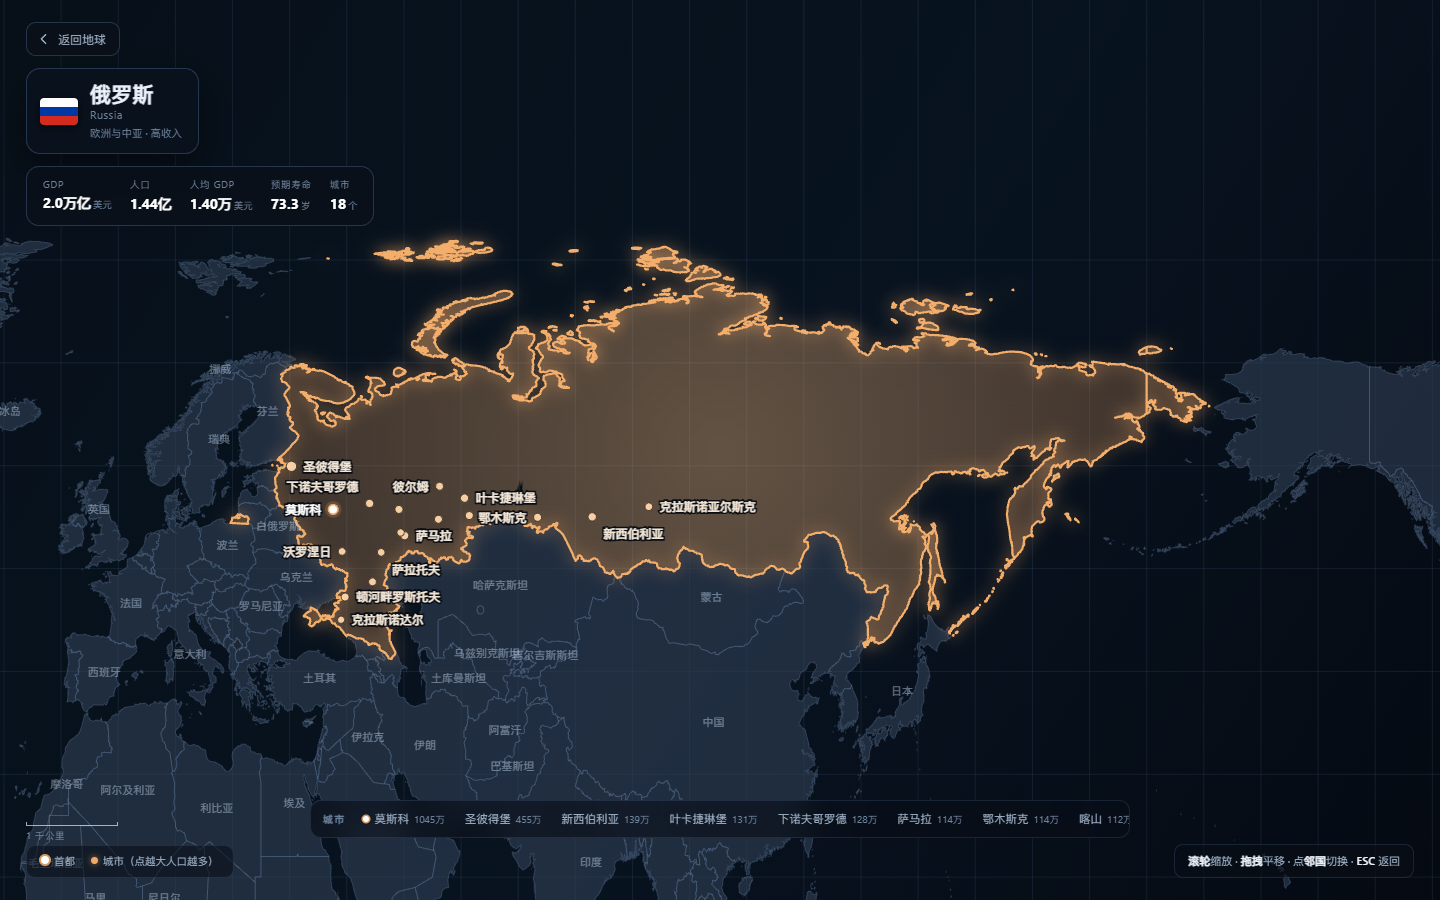 返回地球
俄罗斯
Russia
欧洲与中亚 · 高收入
GDP 人口 人均 GDP 预期寿命 城市
2.0万亿 美元 1.44亿 1.40万 美元 73.3 岁 18 个
挪威
冰岛
芬兰
瑞典
圣彼得堡
下诺夫哥罗德 彼尔姆
叶卡捷琳堡
克拉斯诺亚尔斯克
英国
莫斯科
鄂木斯克
白俄罗斯
新西伯利亚
萨马拉
波兰
沃罗涅日
萨拉托夫
乌克兰
哈萨克斯坦
蒙古
顿河畔罗斯托夫
法国
罗马尼亚
克拉斯诺达尔
意大利
乌兹别克斯坦
吉尔吉斯斯坦
西班牙
土耳其
土库曼斯坦
日本
中国
阿富汗
伊拉克
伊朗
巴基斯坦
摩洛哥
阿尔及利亚
埃及
利比亚
城市 莫斯科 1045万 圣彼得堡 455万 新西伯利亚 139万 叶卡捷琳堡 131万 下诺夫哥罗德 128万 萨马拉 114万 鄂木斯克 114万 喀山 112万
1 千公里
首都 城市（点越大人口越多）
印度
滚轮缩放 · 拖拽平移 · 点邻国切换 · ESC 返回
马里
尼日尔